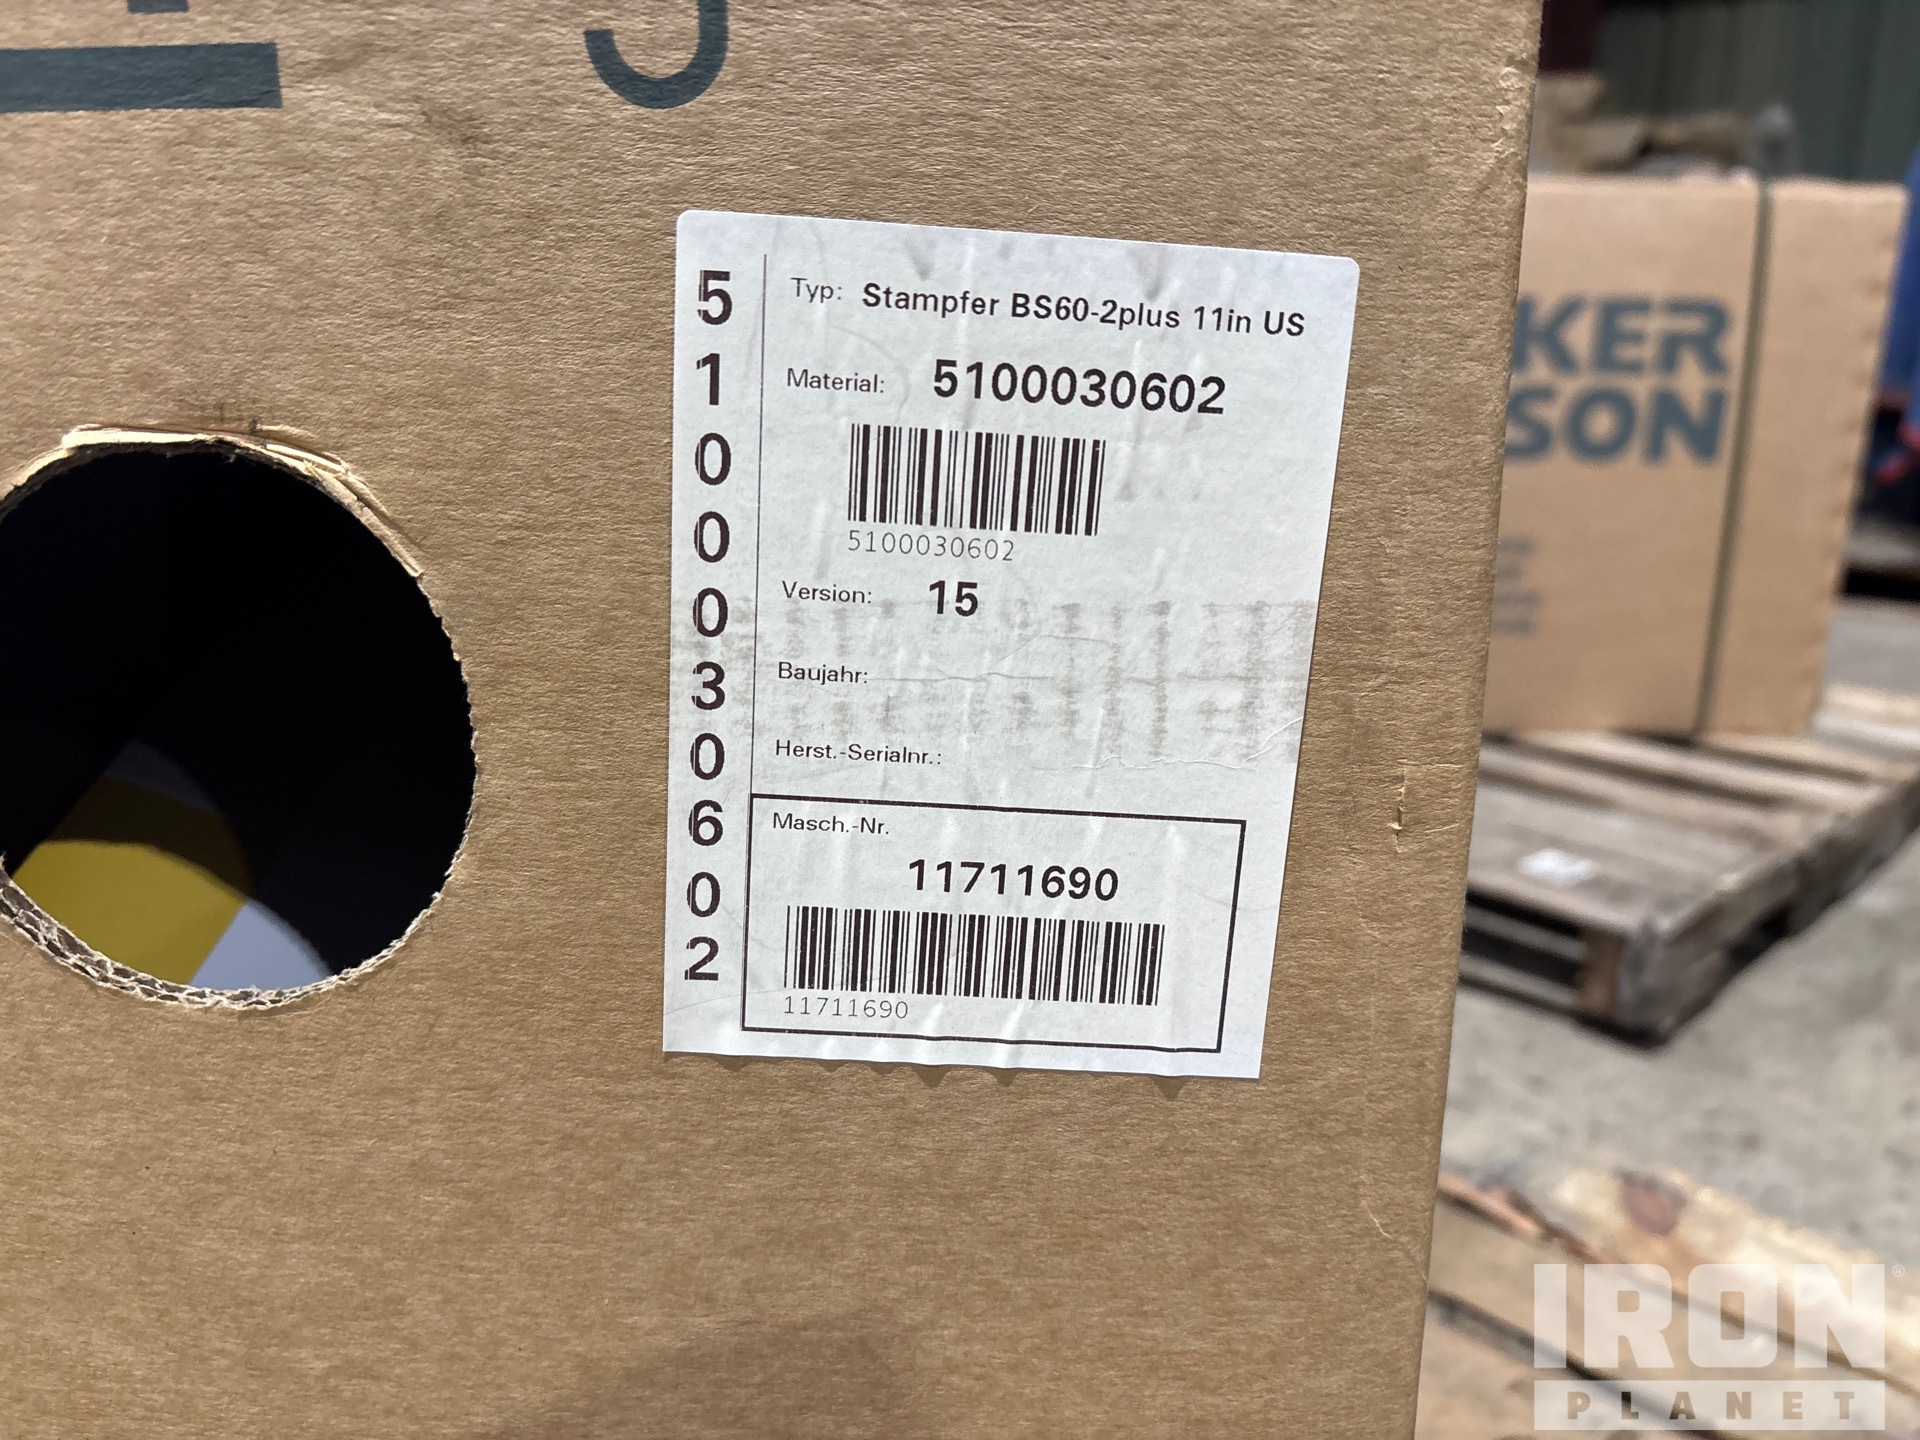 5100030602
Typ: Stampfer BS60-2plus 11in US
Material: 5100030602
5100030602
Version: 15
Baujahr:
Herst.-Serialnr.:
Masch.-Nr.
11711690
11711690
KER
SON
IRON
PLANET